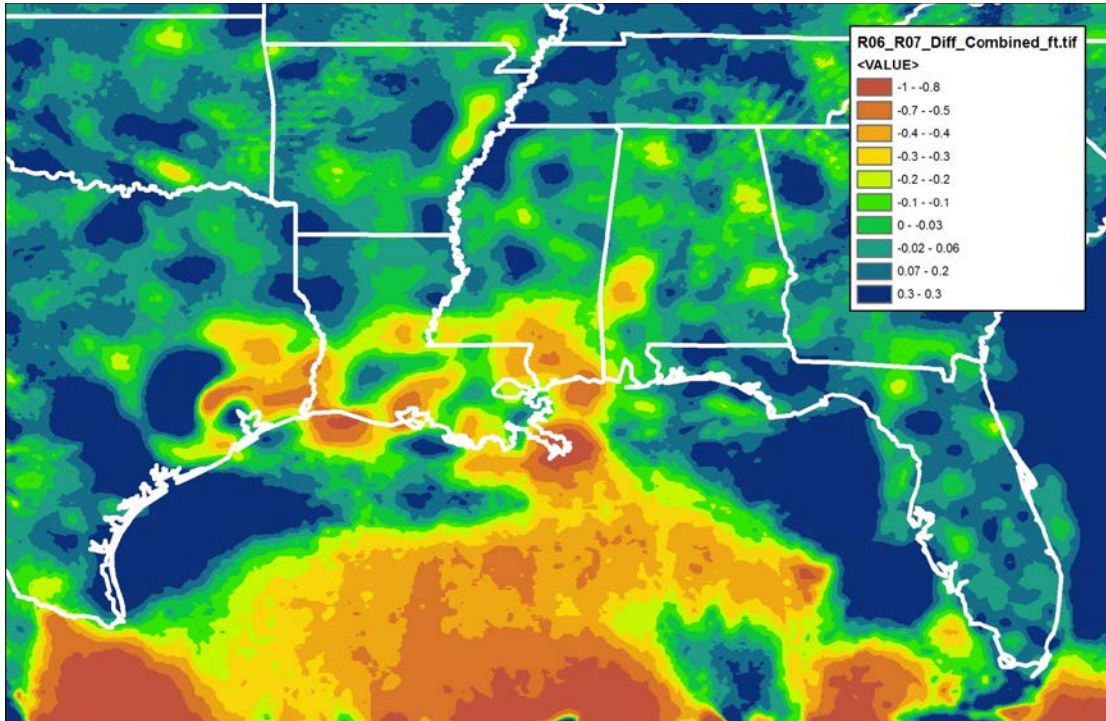 R06_R07_Diff_Combined_ft.tif
<VALUE>
-1 - -0.8
-0.7 - -0.5
-0.4 - -0.4
-0.3 - -0.3
-0.2 - -0.2
-0.1 - -0.1
0 - -0.03
-0.02 - 0.06
0.07 - 0.2
0.3 - 0.3